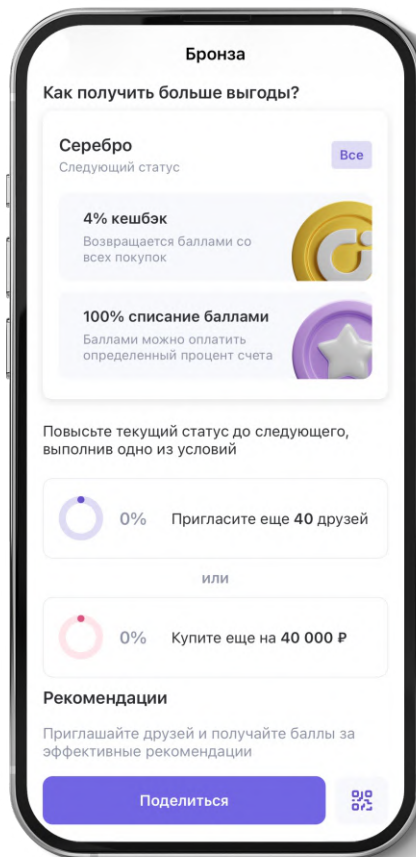 Бронза
Как получить больше выгоды?
Серебро
Все
Следующий статус
4% кешбэк
Возвращается баллами со
всех покупок
100% списание баллами
Баллами можно оплатить
определенный процент счета
Повысьте текущий статус до следующего,
выполнив одно из условий
0% Пригласите еще 40 друзей
или
0% Купите еще на 40 000 ₽
Рекомендации
Приглашайте друзей и получайте баллы за
эффективные рекомендации
Поделиться